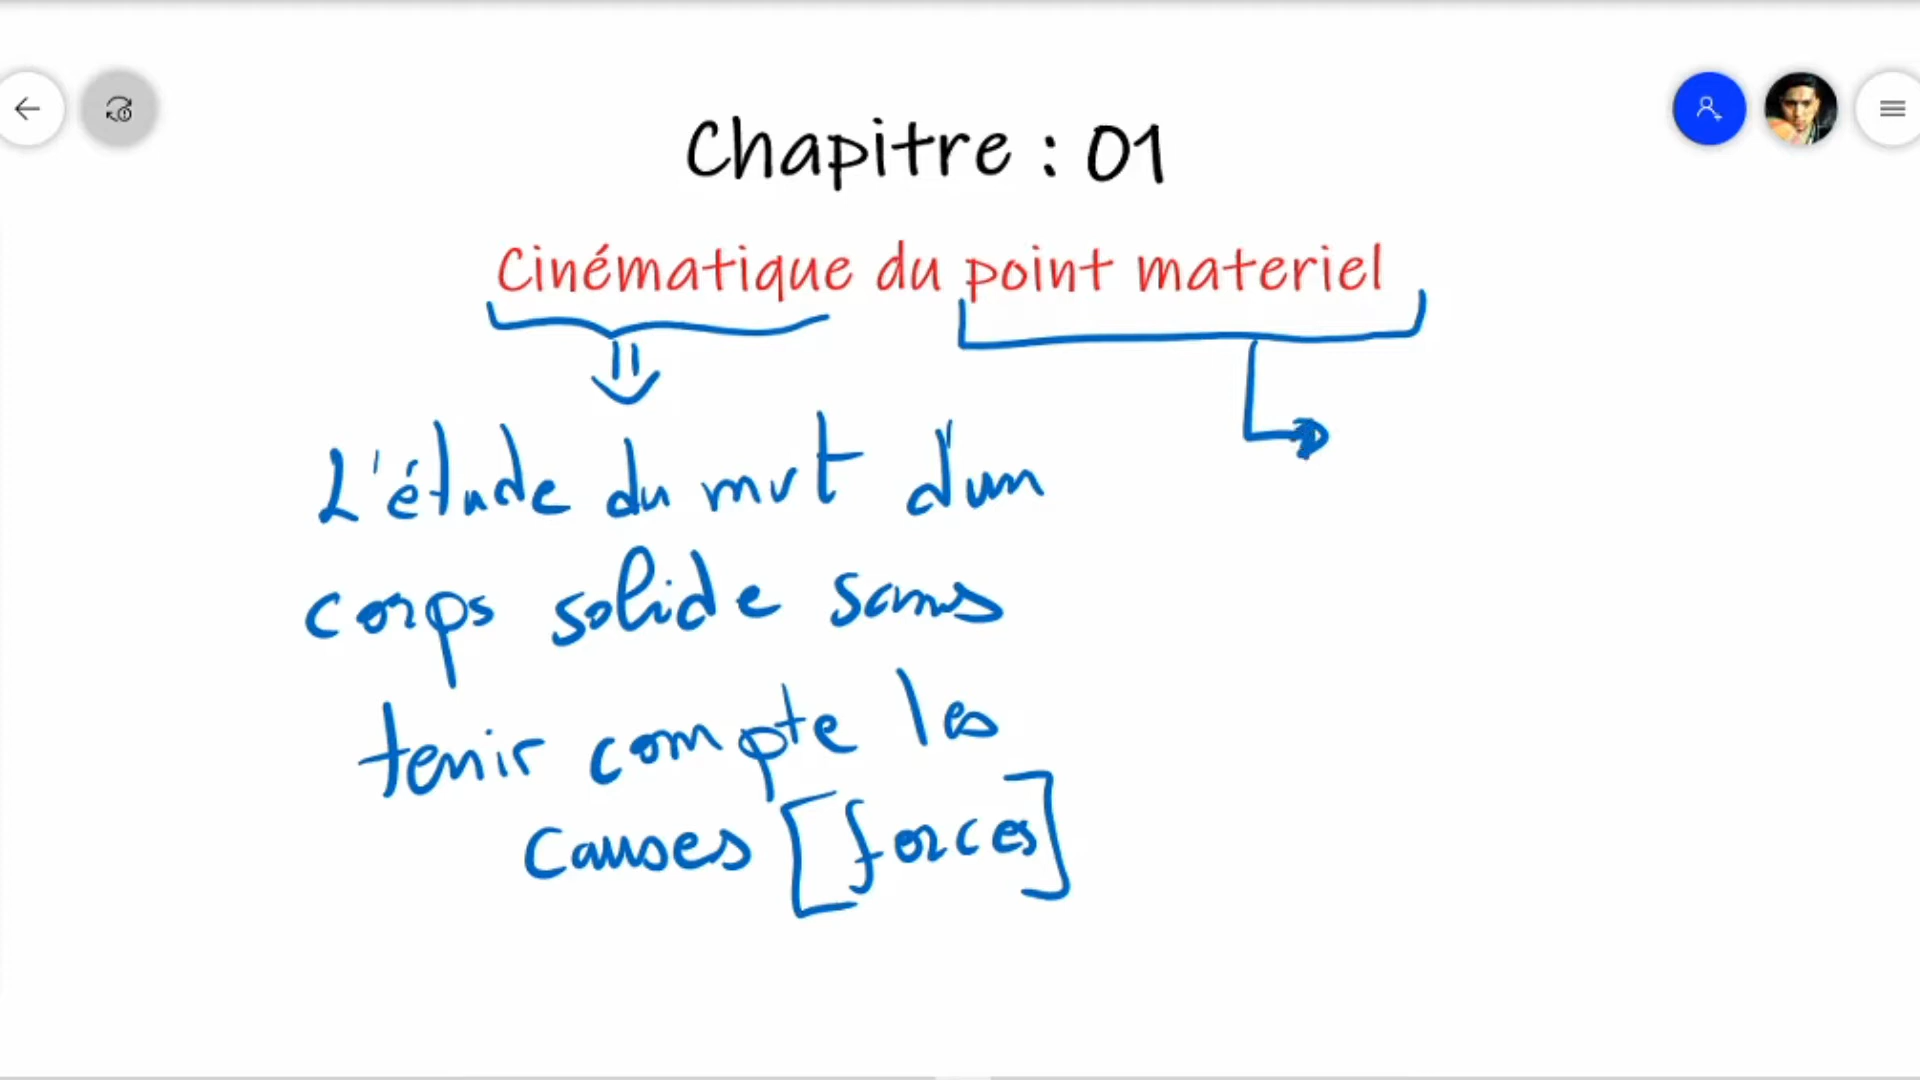 Chapitre : 01
Cinématique du point materiel
L'étude du mvt d'un
corps solide sans
tenir compte les
causes [forces]